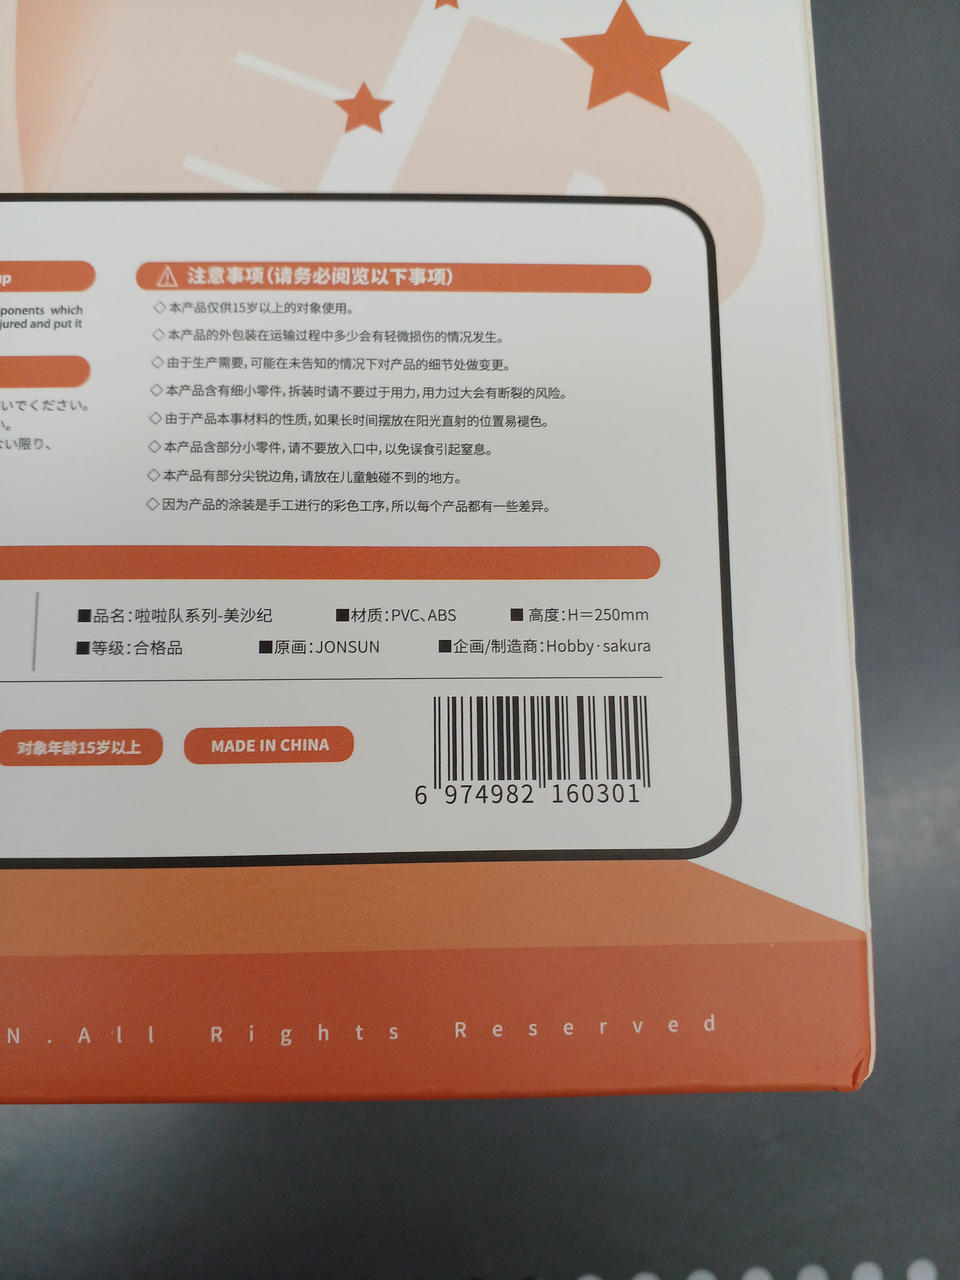 up
ponents which
jured and put it
いでください。
い。
ない限り、
注意事项(请务必阅览以下事项)
◇本产品仅供15岁以上的对象使用。
◇本产品的外包装在运输过程中多少会有轻微损伤的情况发生。
◇由于生产需要,可能在未告知的情况下对产品的细节处做变更。
◇本产品含有细小零件,拆装时请不要过于用力,用力过大会有断裂的风险。
◇由于产品本事材料的性质,如果长时间摆放在阳光直射的位置易褪色。
◇本产品含部分小零件,请不要放入口中,以免误食引起窒息。
◇本产品有部分尖锐边角,请放在儿童触碰不到的地方。
◇因为产品的涂装是手工进行的彩色工序,所以每个产品都有一些差异。
■品名:啦啦队系列-美沙纪 ■材质:PVC、ABS ■高度:H=250mm
■等级:合格品 ■原画:JONSUN ■企画/制造商:Hobby·sakura
对象年龄15岁以上 MADE IN CHINA
6 974982 160301
N.All Rights Reserved